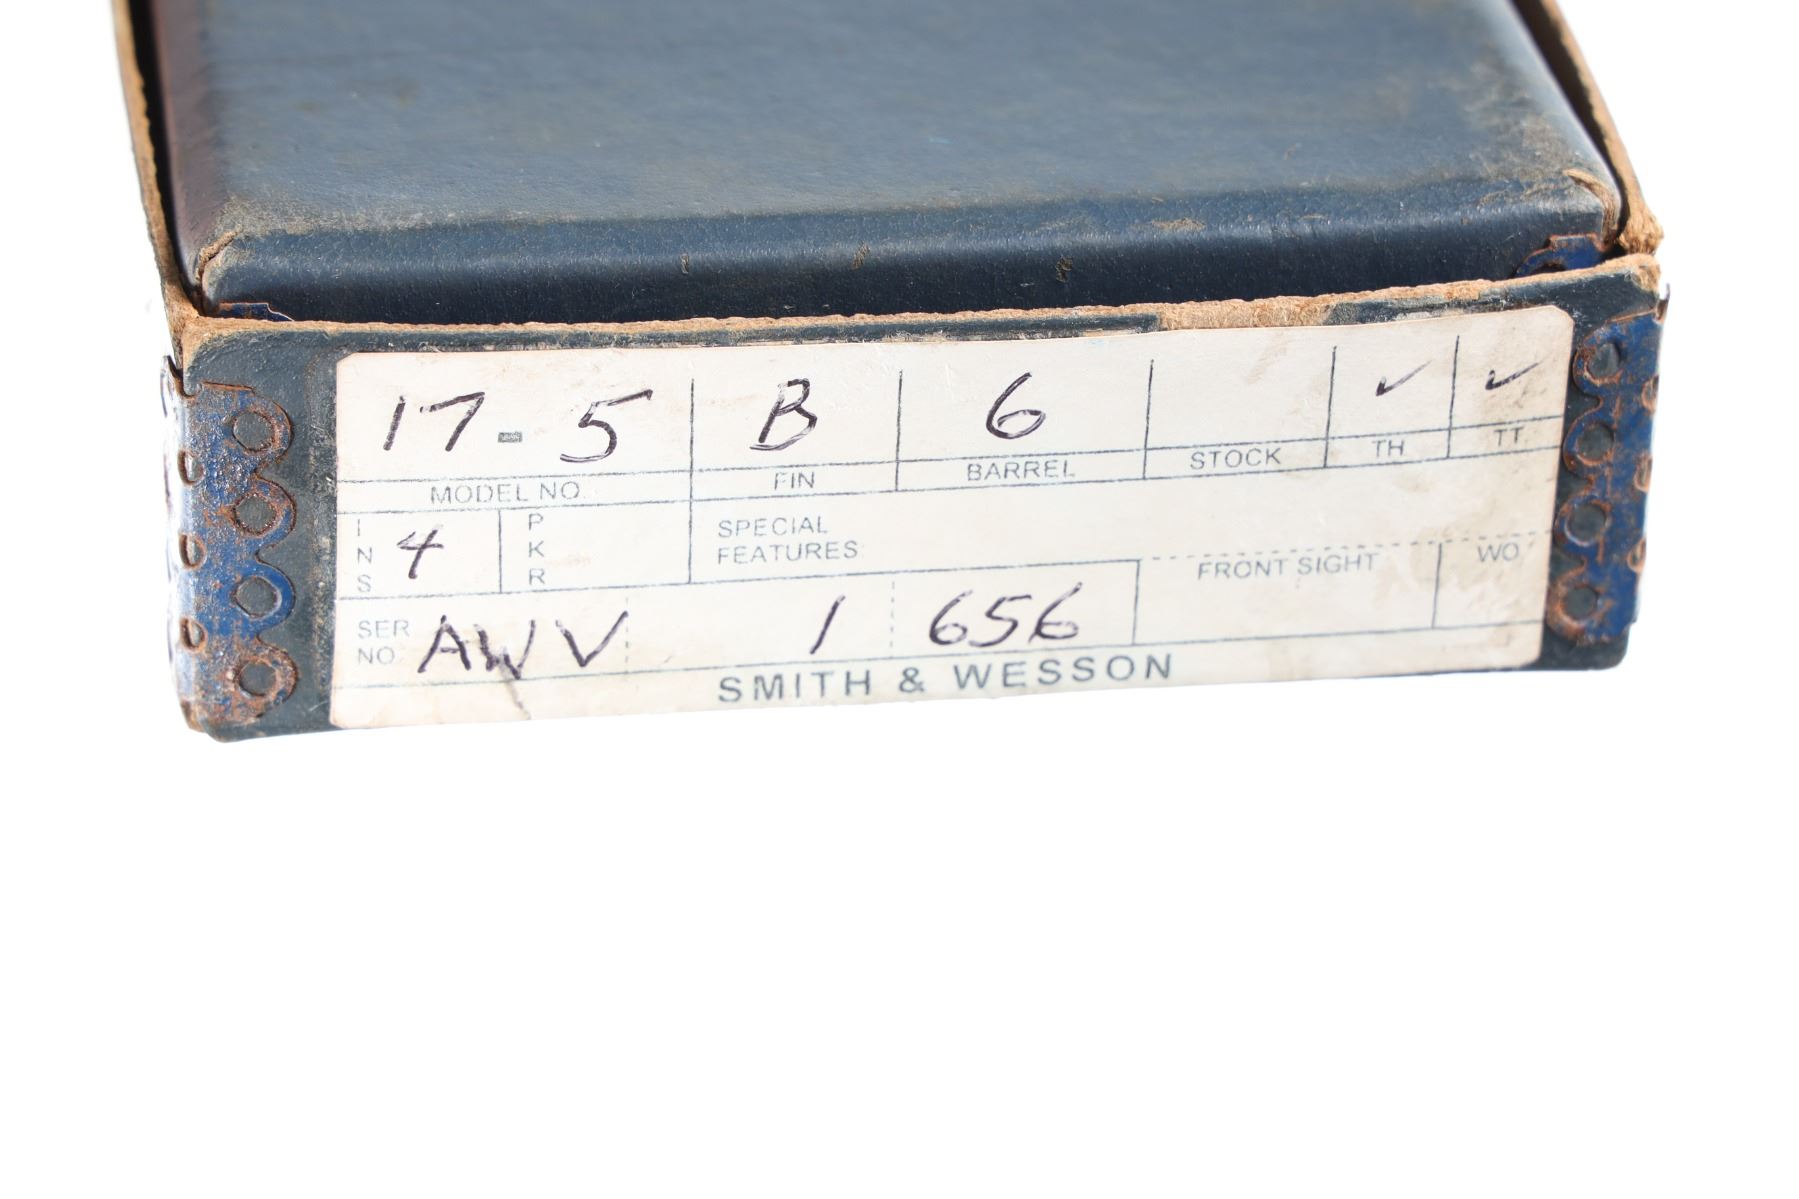 17-5 B 6 ✓ ✓
MODEL NO. FIN BARREL STOCK TH TT
INS 4 PKR SPECIAL
FEATURES
FRONT SIGHT WO
SER
NO AWV 1 656
SMITH & WESSON